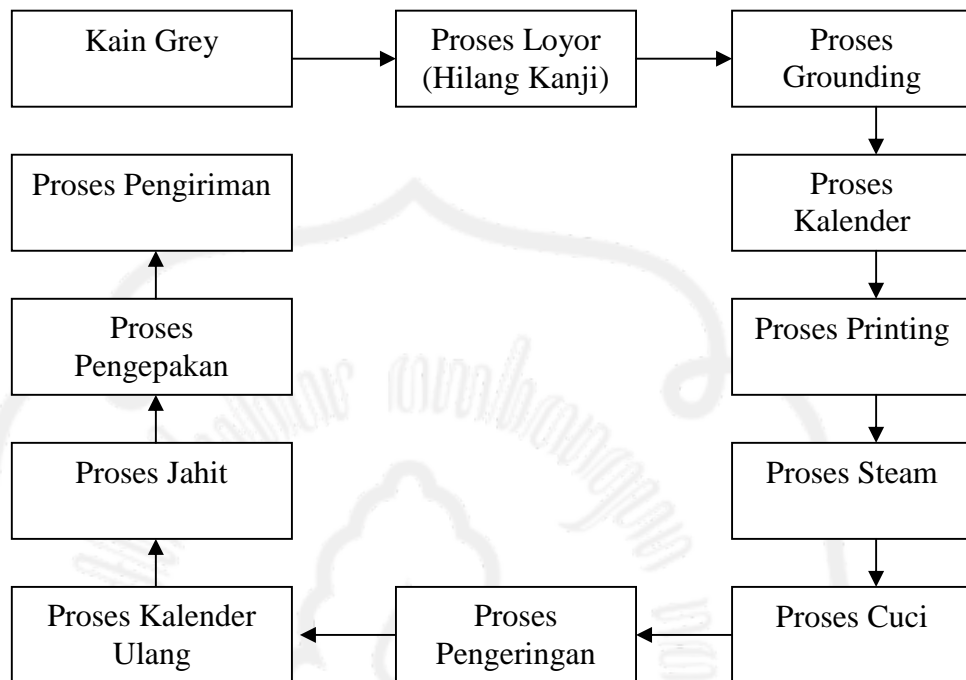 Kain Grey
Proses Loyor
(Hilang Kanji)
Proses
Grounding
Proses
Kalender
Proses Printing
Proses Steam
Proses Cuci
Proses
Pengeringan
Proses Kalender
Ulang
Proses Jahit
Proses
Pengepakan
Proses Pengiriman